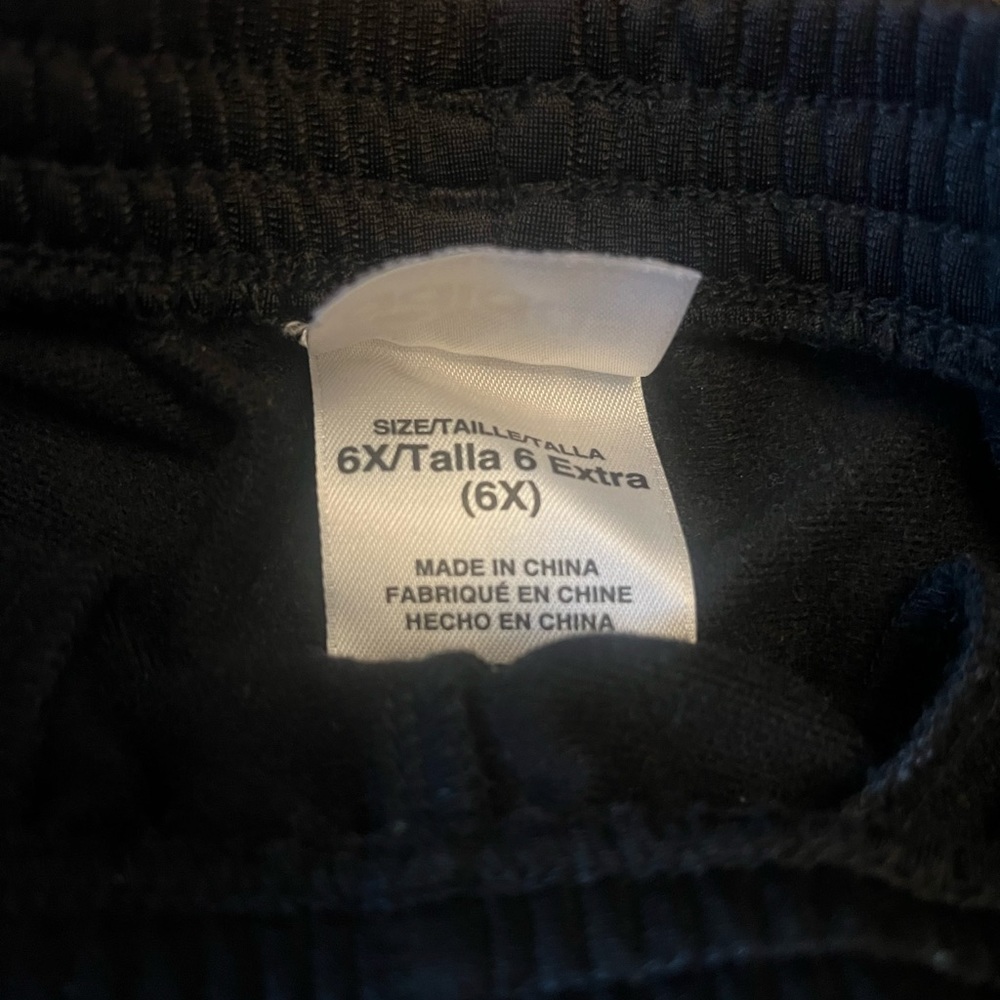 SIZE/TAILLE/TALLA
6X/Talla 6 Extra
(6X)
MADE IN CHINA
FABRIQUÉ EN CHINE
HECHO EN CHINA